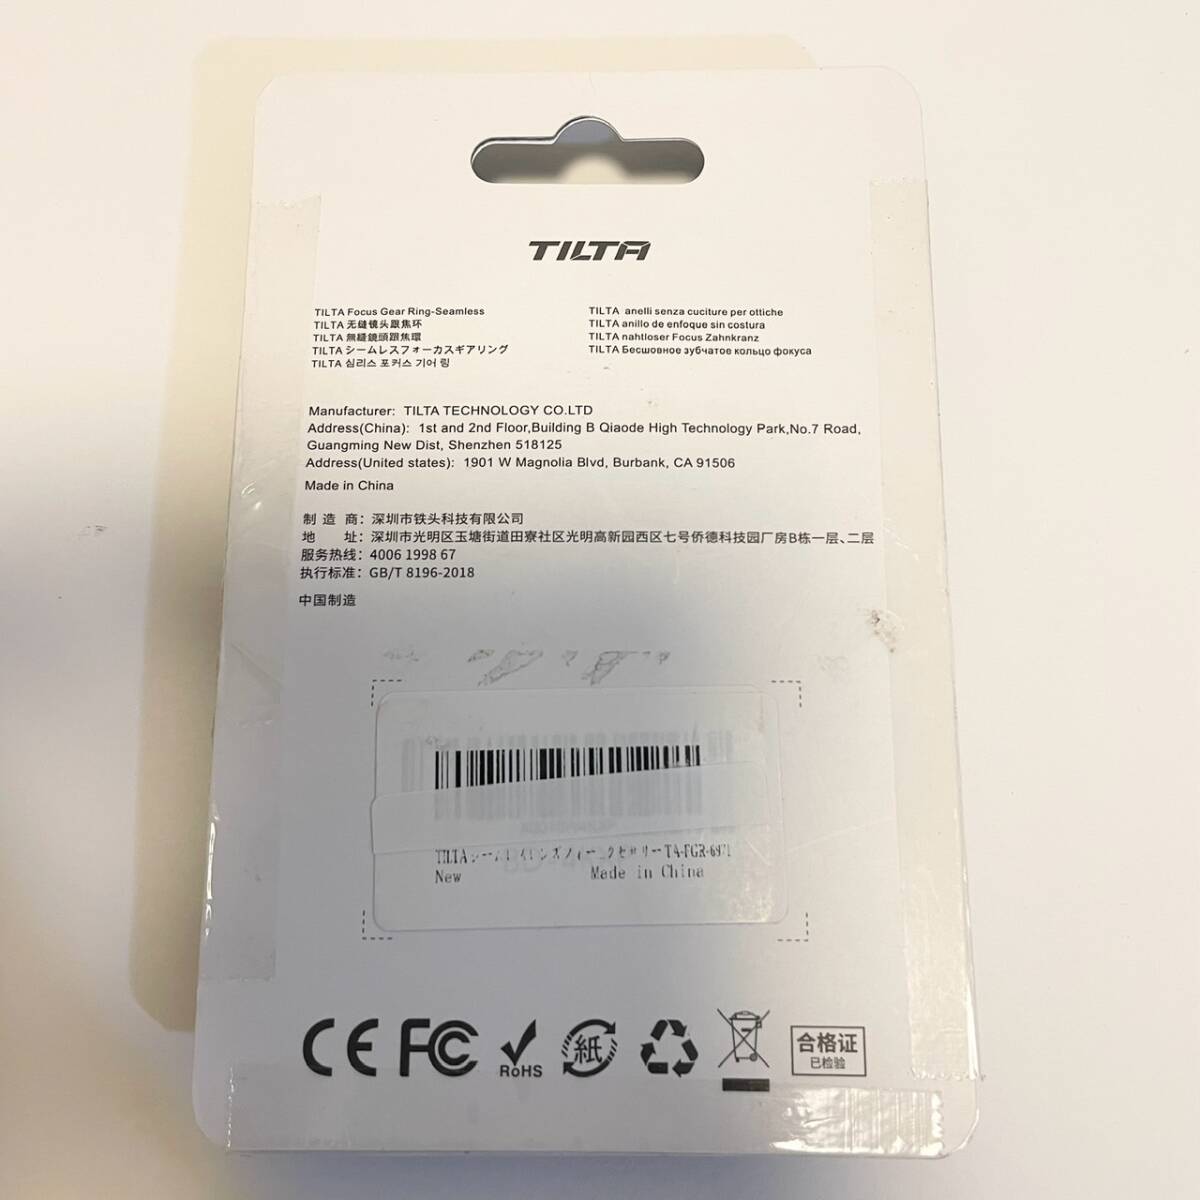 TILTA
TILTA Focus Gear Ring-Seamless
TILTA 无缝镜头跟焦环
TILTA 無縫鏡頭跟焦環
TILTA シームレスフォーカスギアリング
TILTA 심리스 포커스 기어 링
TILTA anelli senza cuciture per ottiche
TILTA anillo de enfoque sin costura
TILTA nahtloser Focus Zahnkranz
TILTA Бесшовное зубчатое кольцо фокуса
Manufacturer: TILTA TECHNOLOGY CO.LTD
Address(China): 1st and 2nd Floor,Building B Qiaode High Technology Park,No.7 Road,
Guangming New Dist, Shenzhen 518125
Address(United states): 1901 W Magnolia Blvd, Burbank, CA 91506
Made in China
制 造 商：深圳市铁头科技有限公司
地 址：深圳市光明区玉塘街道田寮社区光明高新园西区七号侨德科技园厂房B栋一层、二层
服务热线：4006 1998 67
执行标准：GB/T 8196-2018
中国制造
TILTA
New Made in China
CE FC RoHS 紙 合格证
已检验